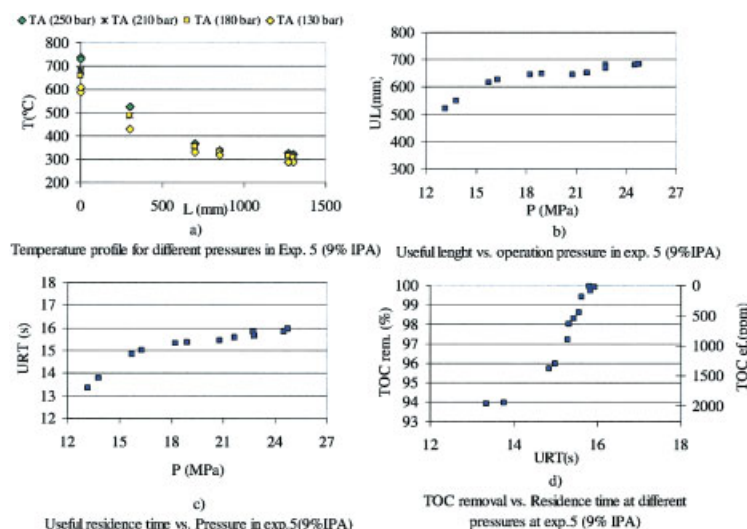 TA (250 bar) TA (210 bar) TA (180 bar) TA (130 bar)
800
700
600
500
400
300
200
T(ºC)
0 500 1000 1500
L (mm)
a)
Temperature profile for different pressures in Exp. 5 (9% IPA)
800
700
600
500
400
300
UL(mm)
12 15 18 21 24 27
P (MPa)
b)
Useful lenght vs. operation pressure in exp. 5 (9%IPA)
18
17
16
15
14
13
12
URT (s)
12 15 18 21 24 27
P (MPa)
c)
Useful residence time vs. Pressure in exp.5(9%IPA)
100
99
98
97
96
95
94
93
TOC rem. (%)
0
500
1000
1500
2000
TOC ef.(ppm)
12 14 16 18
URT(s)
d)
TOC removal vs. Residence time at different
pressures at exp.5 (9% IPA)